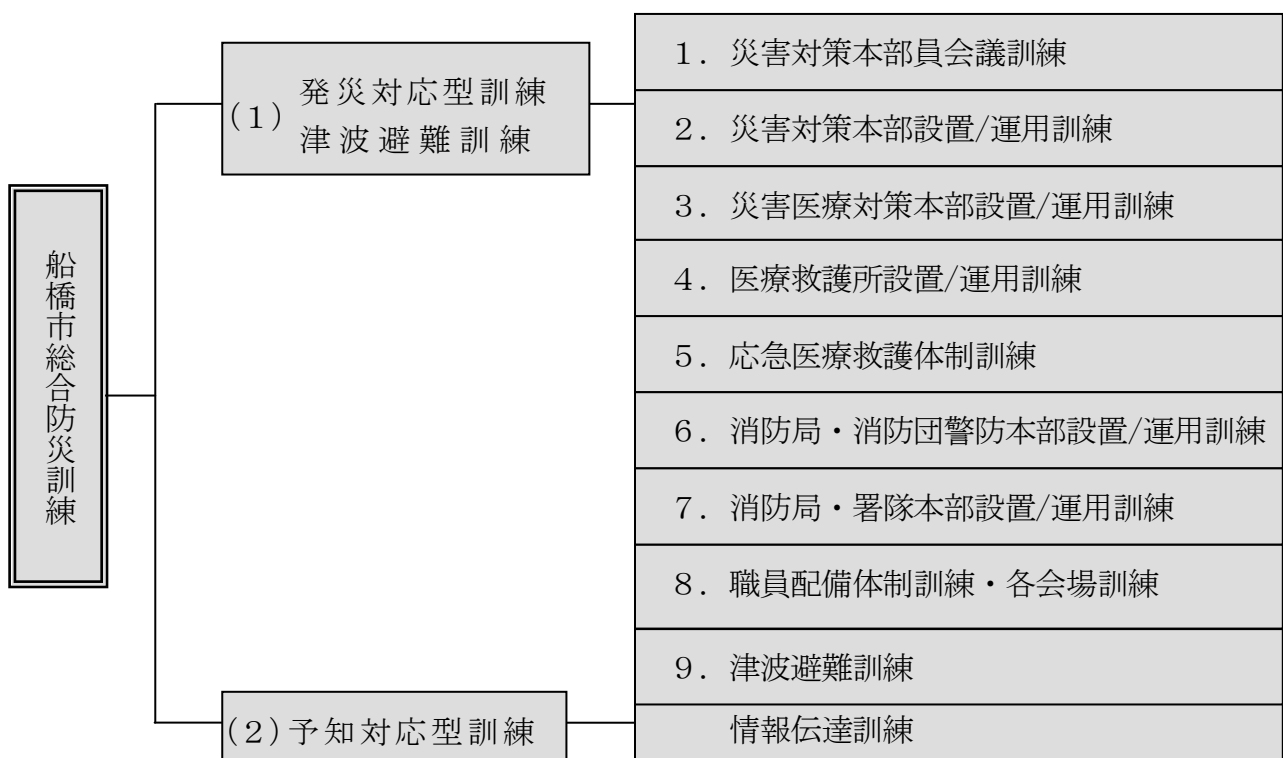 船橋市総合防災訓練
(1)
発災対応型訓練
津波避難訓練
1. 災害対策本部員会議訓練
2. 災害対策本部設置/運用訓練
3. 災害医療対策本部設置/運用訓練
4. 医療救護所設置/運用訓練
5. 応急医療救護体制訓練
6. 消防局・消防団警防本部設置/運用訓練
7. 消防局・署隊本部設置/運用訓練
8. 職員配備体制訓練・各会場訓練
9. 津波避難訓練
(2)予知対応型訓練
情報伝達訓練